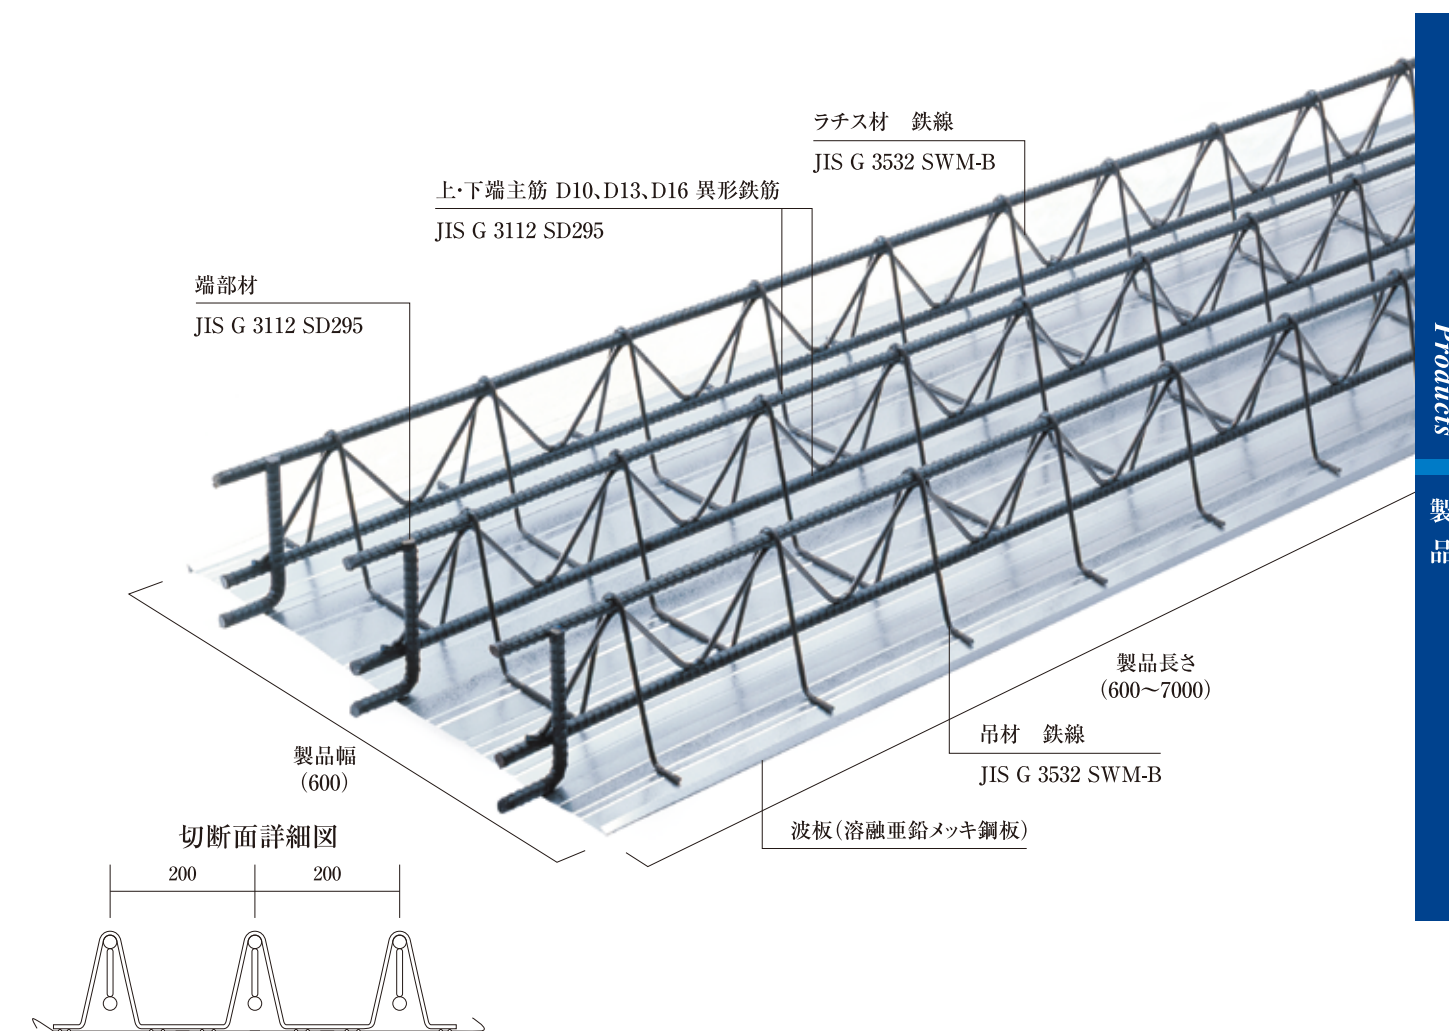 ラチス材　鉄線
JIS G 3532 SWM-B
上・下端主筋 D10、D13、D16 異形鉄筋
JIS G 3112 SD295
端部材
JIS G 3112 SD295
Products
製品
製品長さ
(600〜7000)
吊材　鉄線
JIS G 3532 SWM-B
製品幅
(600)
波板(溶融亜鉛メッキ鋼板)
切断面詳細図
200
200